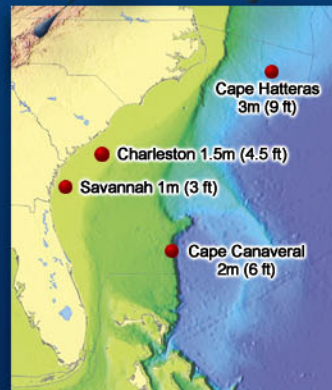 Cape Hatteras
3m (9 ft)
Charleston 1.5m (4.5 ft)
Savannah 1m (3 ft)
Cape Canaveral
2m (6 ft)